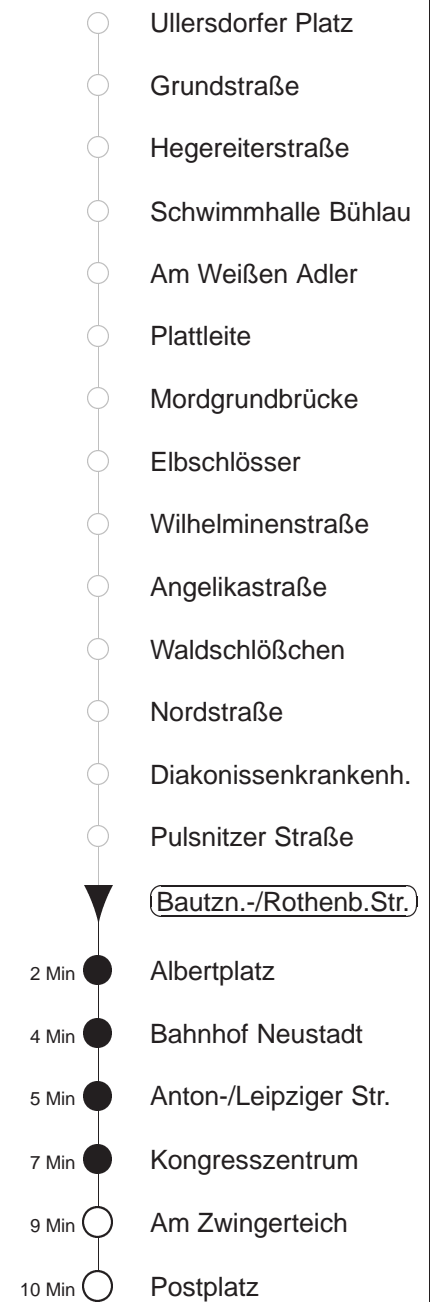 Ullersdorfer Platz
Grundstraße
Hegereiterstraße
Schwimmhalle Bühlau
Am Weißen Adler
Plattleite
Mordgrundbrücke
Elbschlösser
Wilhelminenstraße
Angelikastraße
Waldschlößchen
Nordstraße
Diakonissenkrankenh.
Pulsnitzer Straße
Bautzn.-/Rothenb.Str.
2 Min Albertplatz
4 Min Bahnhof Neustadt
5 Min Anton-/Leipziger Str.
7 Min Kongresszentrum
9 Min Am Zwingerteich
10 Min Postplatz